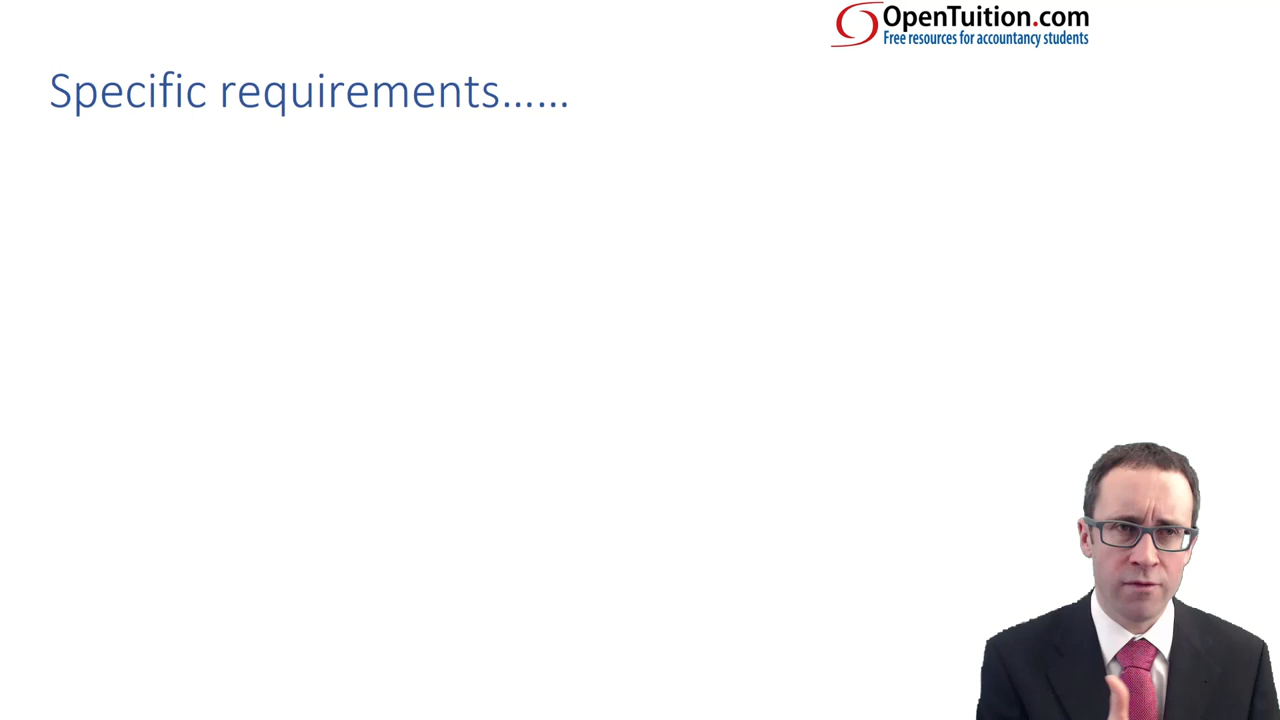 OpenTuition.com
Free resources for accountancy students
Specific requirements......